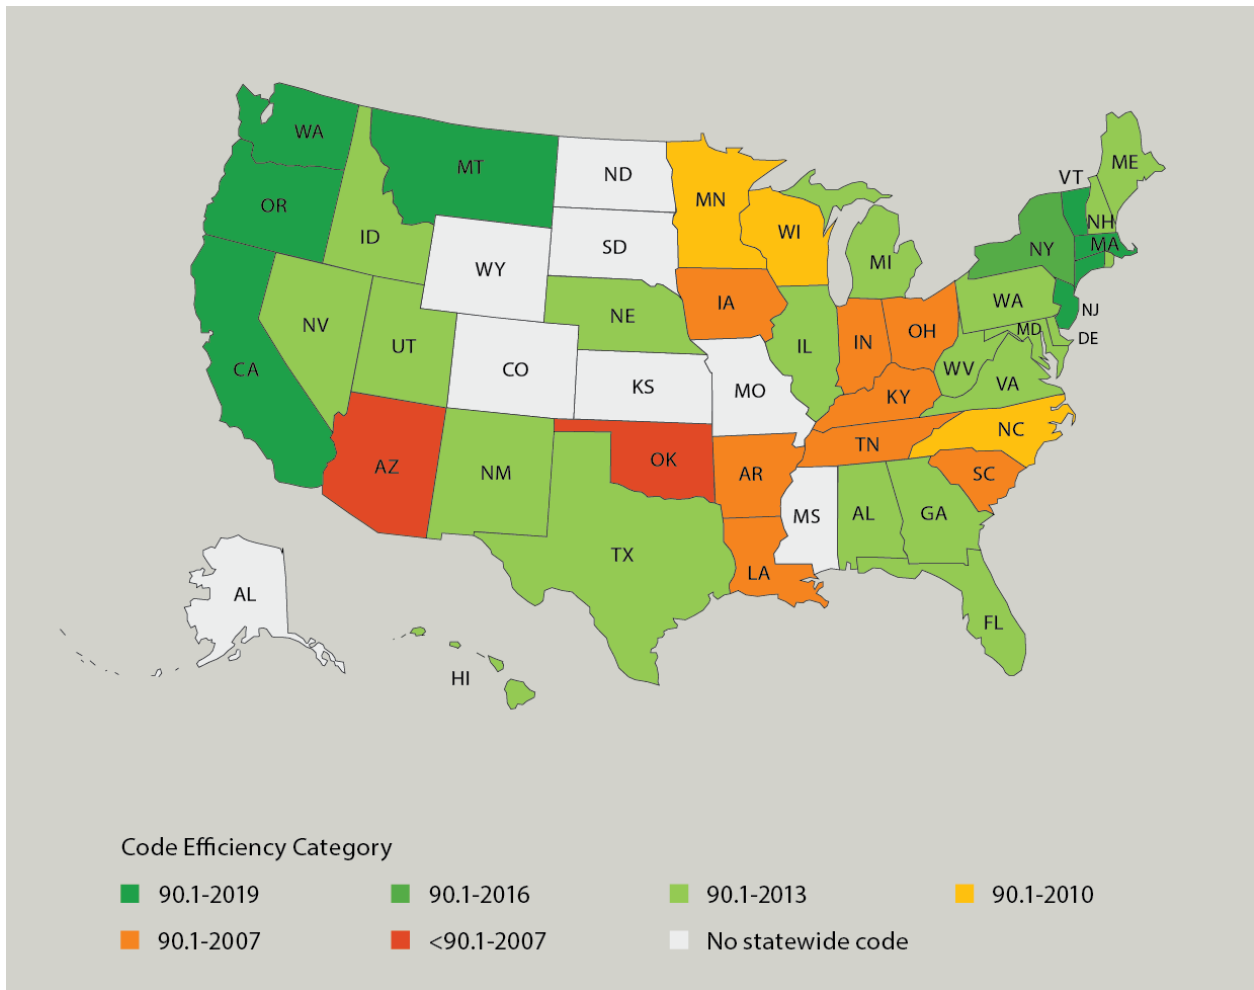 WA
MT
ND
MN
ME
VT
OR
ID
SD
WI
NH
MA
NY
WY
MI
IA
NE
NV
UT
IL
IN
OH
WA
NJ
MD
DE
CA
CO
KS
MO
WV
VA
KY
NC
TN
AZ
NM
OK
AR
SC
MS
AL
GA
TX
LA
FL
AL
HI
Code Efficiency Category
90.1-2019
90.1-2016
90.1-2013
90.1-2010
90.1-2007
<90.1-2007
No statewide code